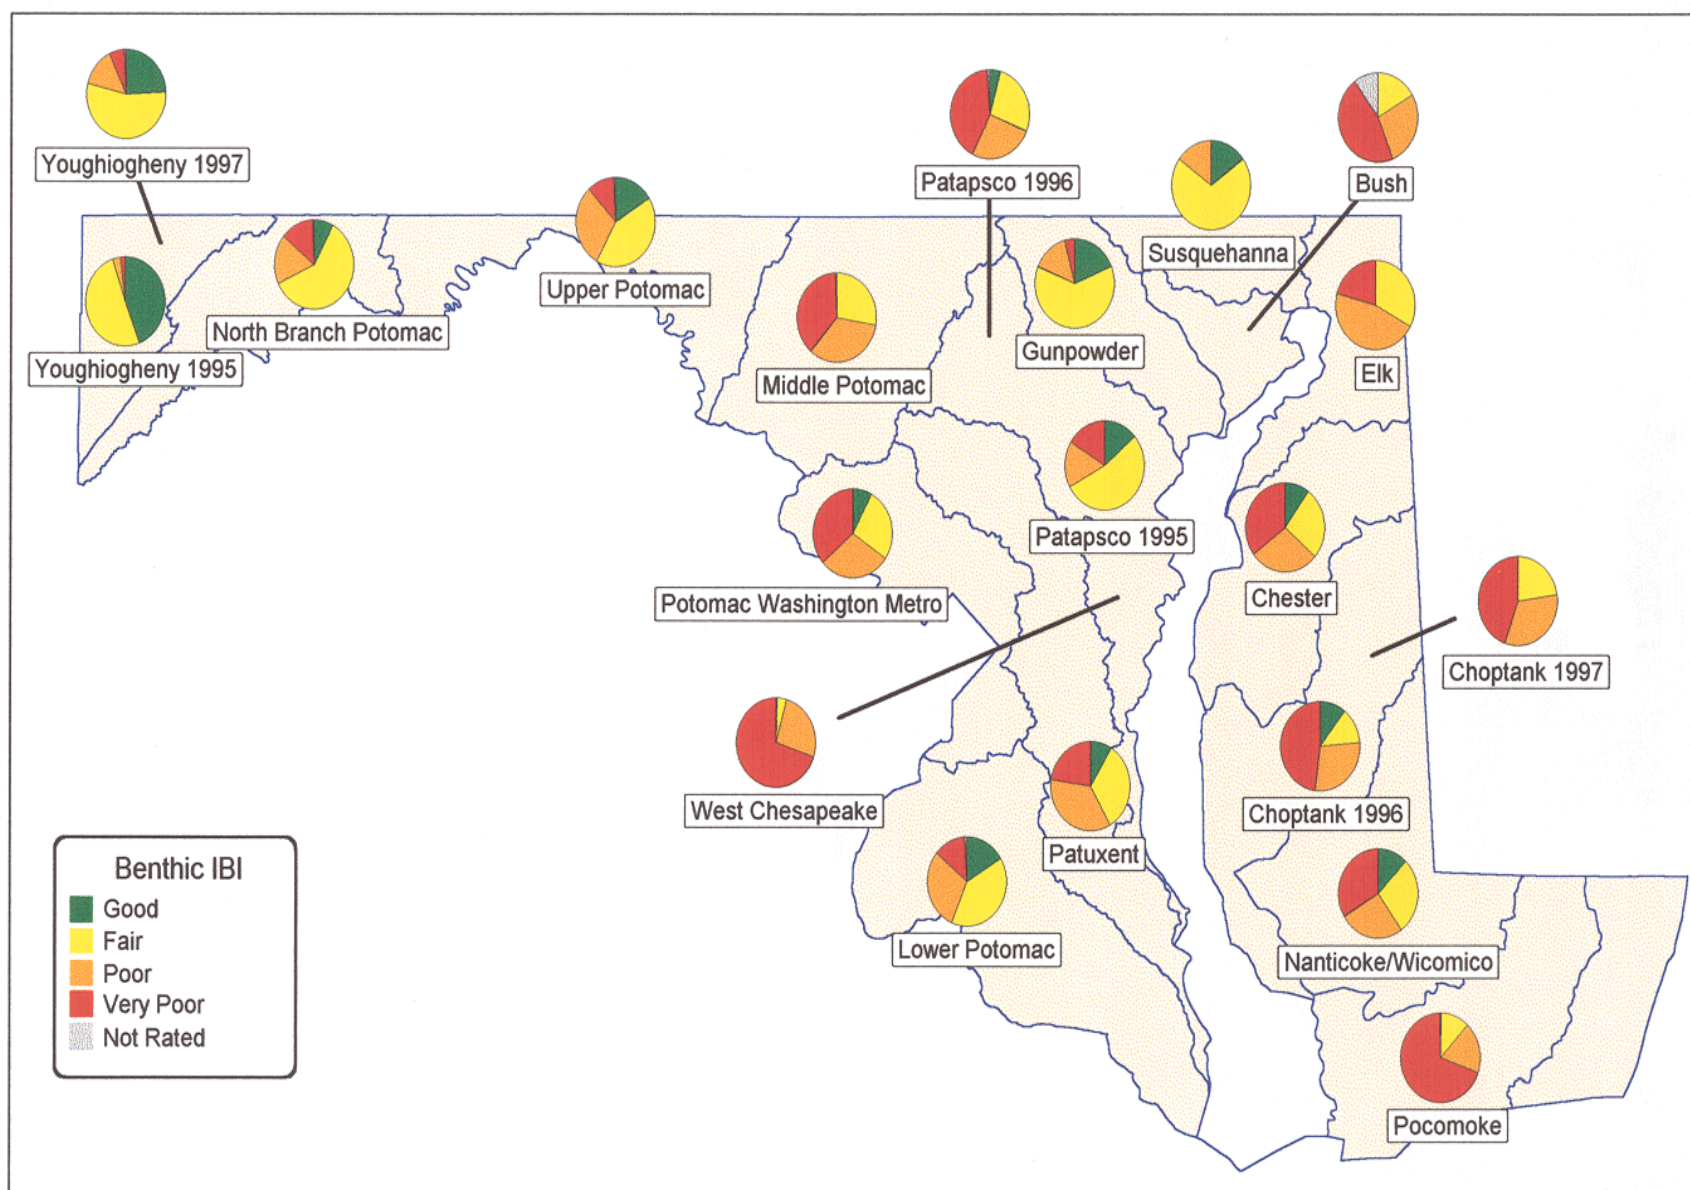 Youghiogheny 1997
Patapsco 1996
Bush
Susquehanna
Upper Potomac
North Branch Potomac
Youghiogheny 1995
Middle Potomac
Gunpowder
Elk
Patapsco 1995
Potomac Washington Metro
Chester
Choptank 1997
West Chesapeake
Choptank 1996
Patuxent
Lower Potomac
Nanticoke/Wicomico
Pocomoke
Benthic IBI
Good
Fair
Poor
Very Poor
Not Rated